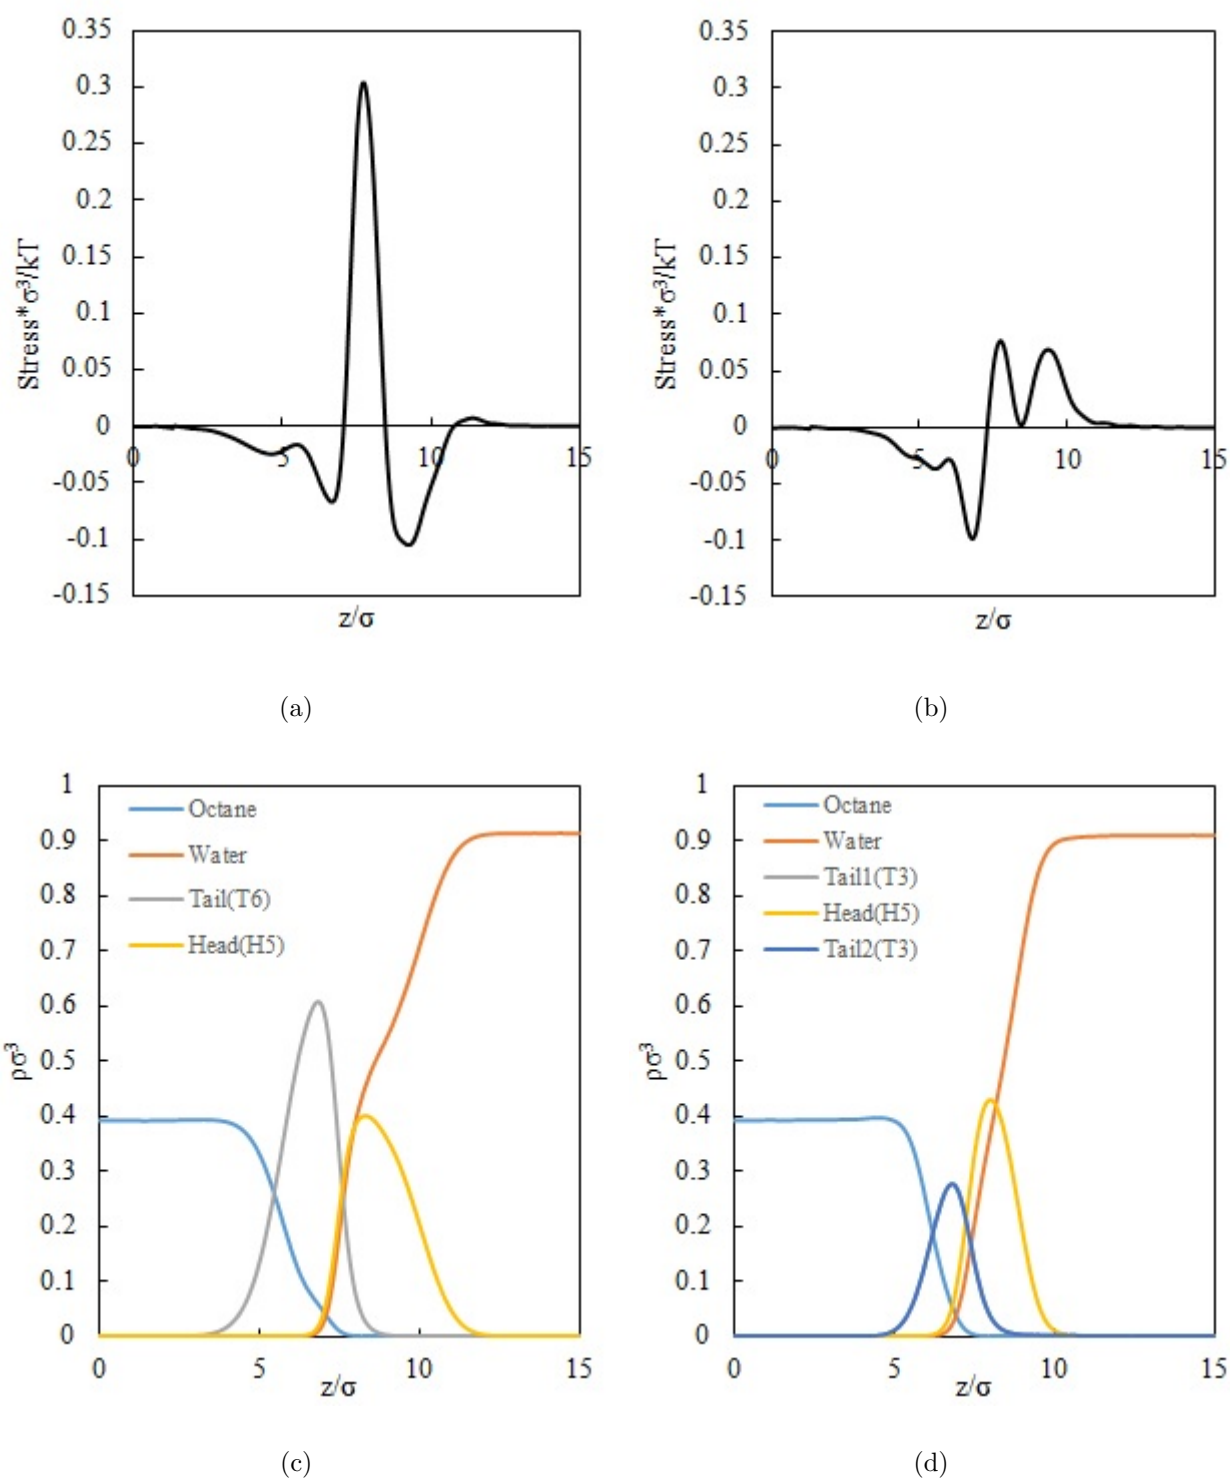 0.35
0.3
0.25
0.2
0.15
0.1
0.05
0
-0.05
-0.1
-0.15
0 5 10 15
Stress*σ³/kT
z/σ
(a)
0.35
0.3
0.25
0.2
0.15
0.1
0.05
0
-0.05
-0.1
-0.15
0 5 10 15
Stress*σ³/kT
z/σ
(b)
1
0.9
0.8
0.7
0.6
0.5
0.4
0.3
0.2
0.1
0
0 5 10 15
ρσ³
z/σ
Octane
Water
Tail(T6)
Head(H5)
(c)
1
0.9
0.8
0.7
0.6
0.5
0.4
0.3
0.2
0.1
0
0 5 10 15
ρσ³
z/σ
Octane
Water
Tail1(T3)
Head(H5)
Tail2(T3)
(d)